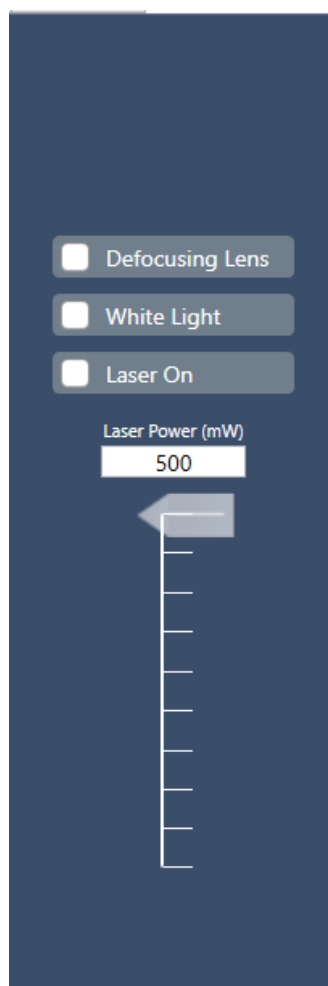 Defocusing Lens
White Light
Laser On
Laser Power (mW)
500